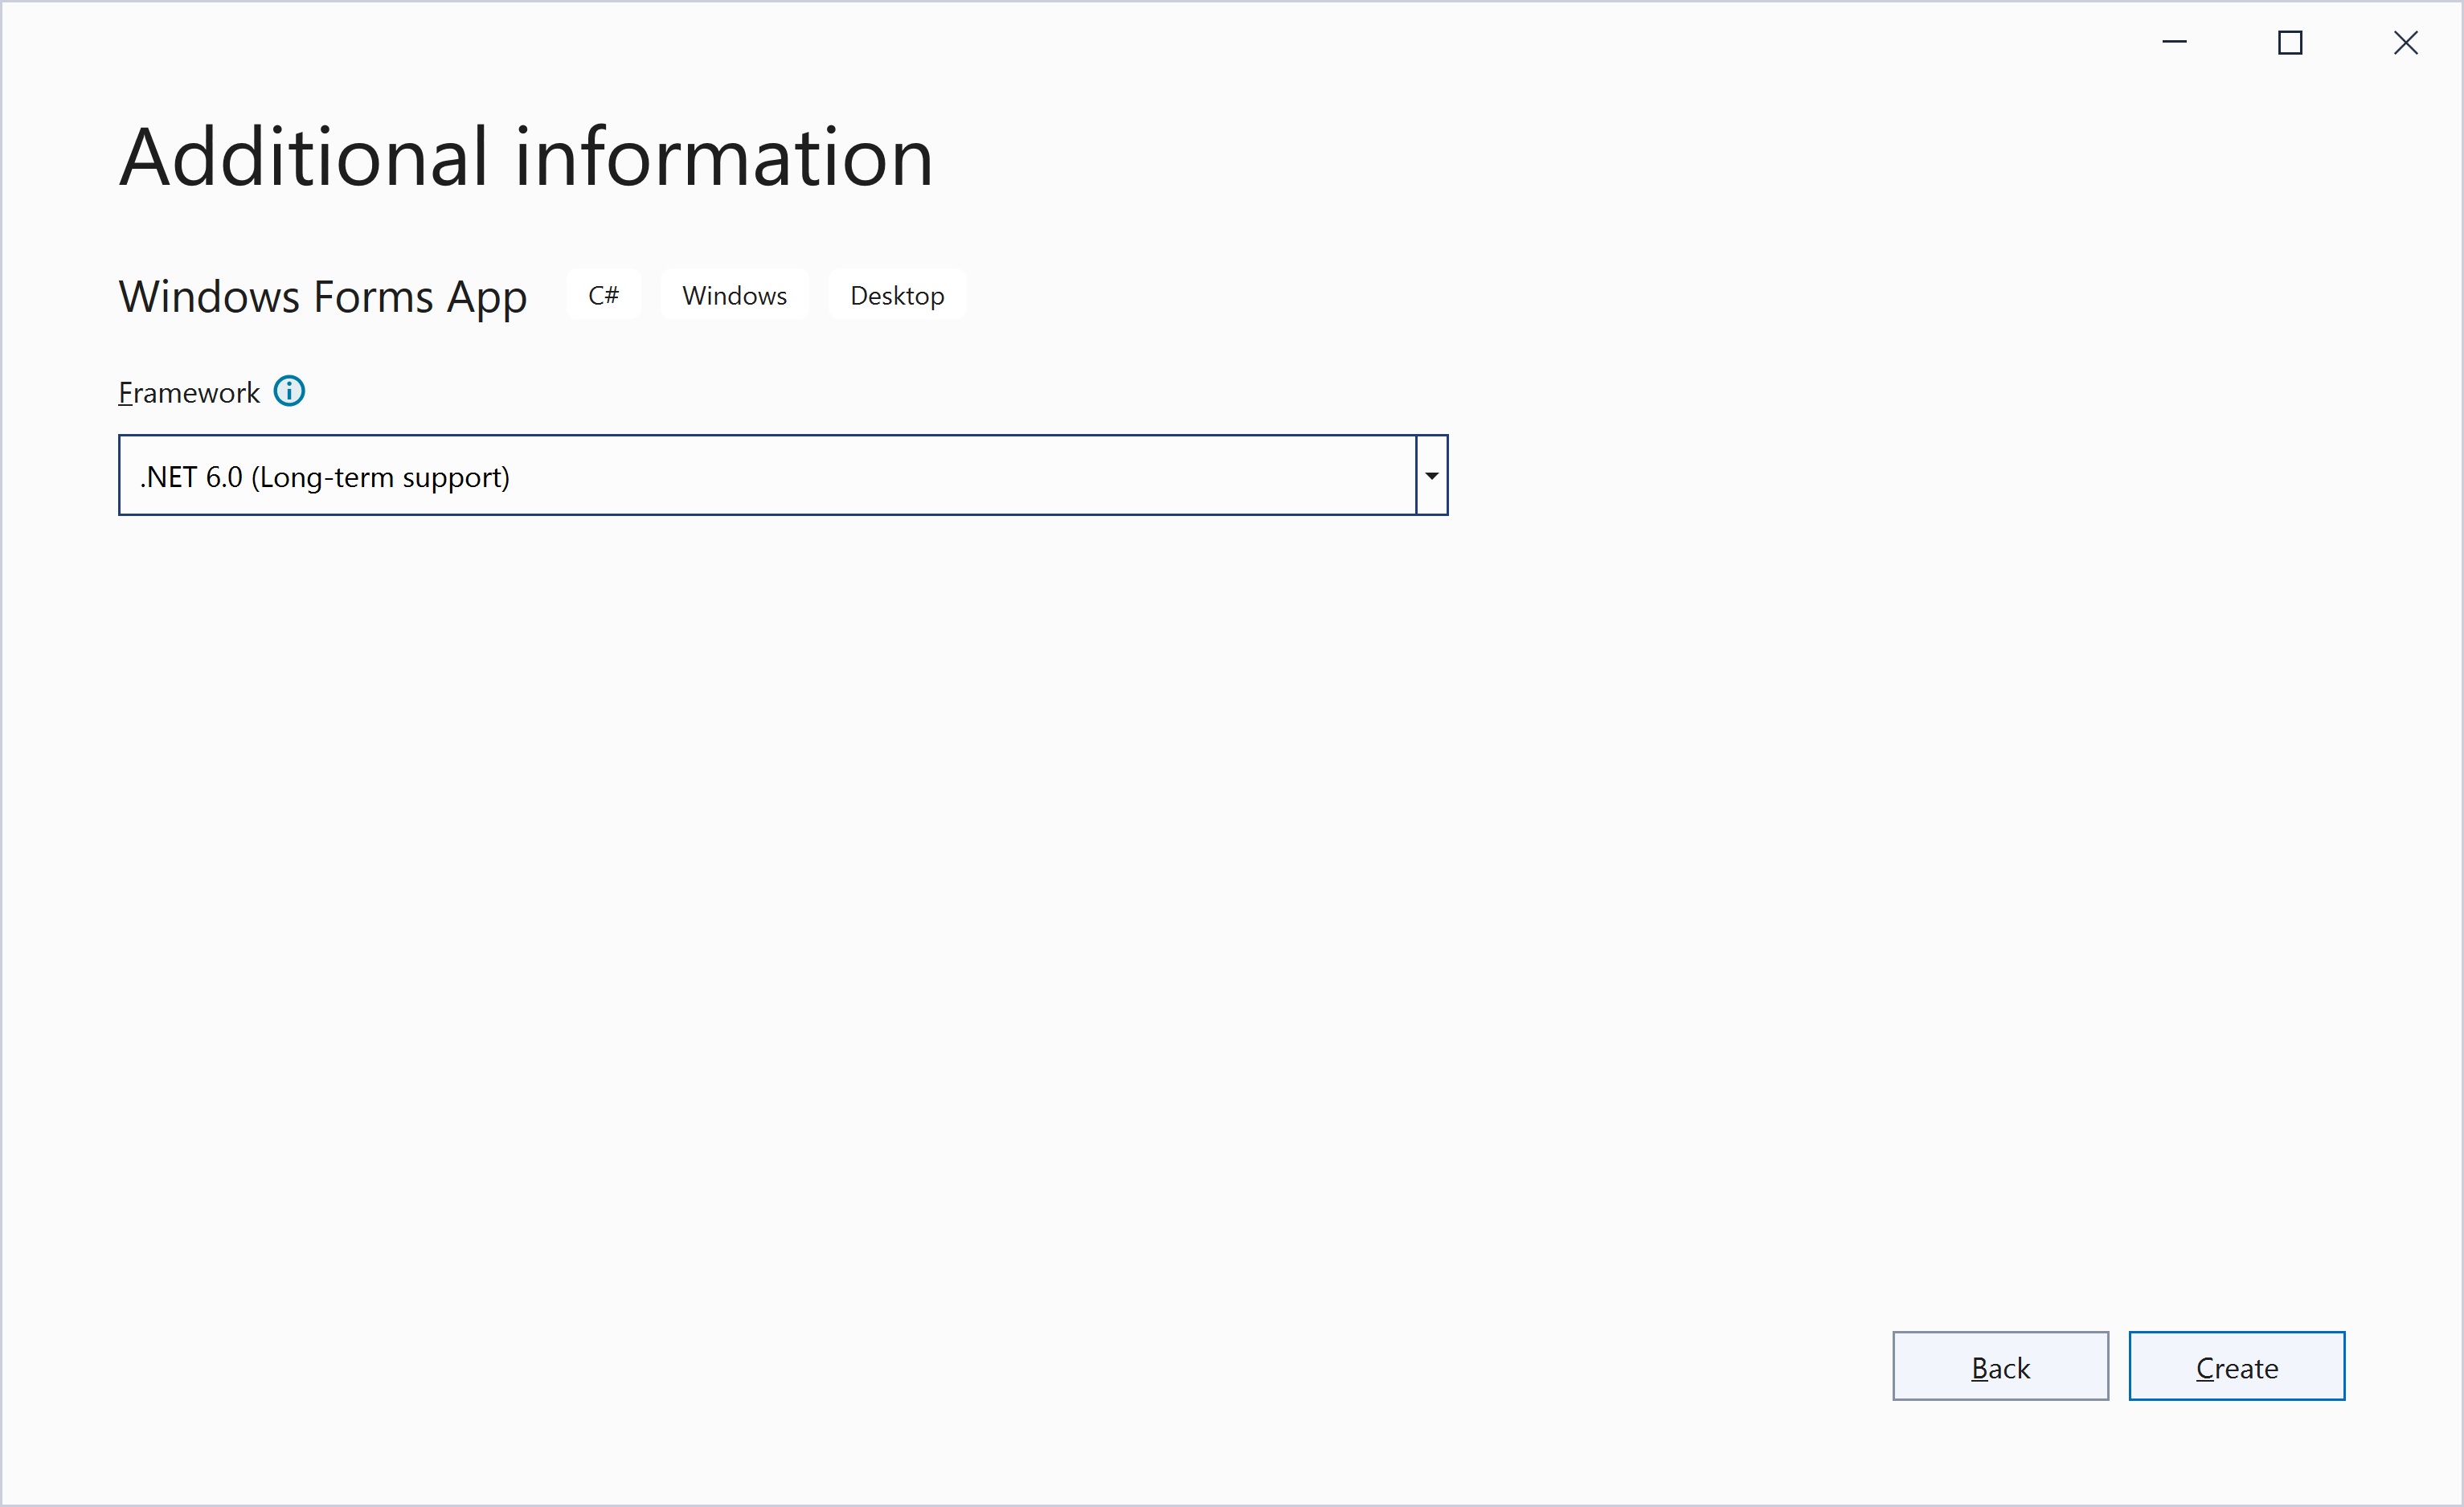 Additional information
Windows Forms App C# Windows Desktop
Framework
.NET 6.0 (Long-term support)
Back Create